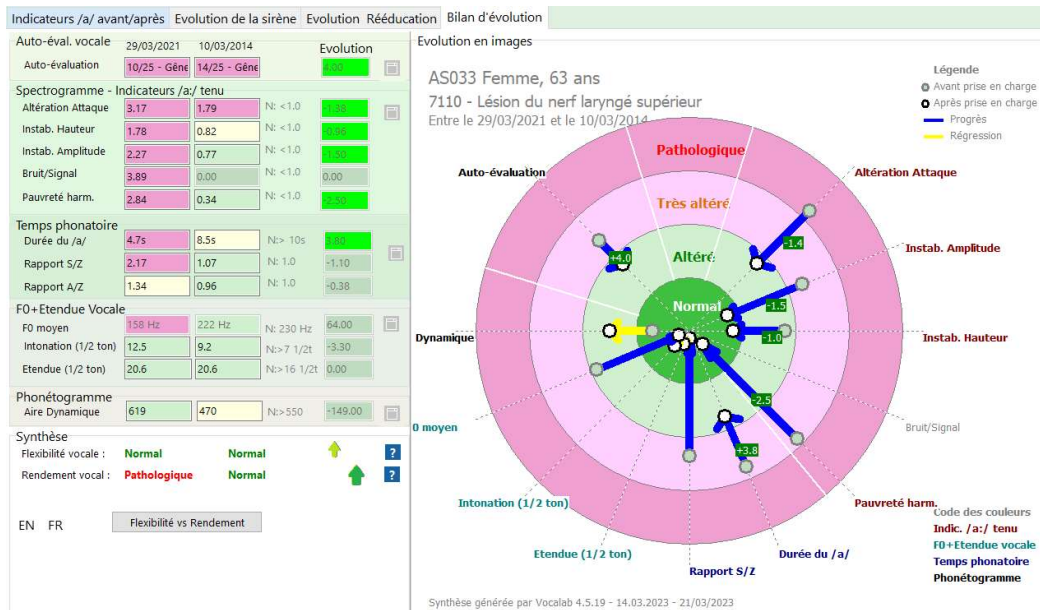 Indicateurs /a/ avant/après Evolution de la sirène Evolution Rééducation Bilan d'évolution
Auto-éval. vocale 29/03/2021 10/03/2014 Evolution
Auto-évaluation 10/25 - Gêne 14/25 - Gêne 4.00
Spectrogramme - Indicateurs /a:/ tenu
Altération Attaque 3.17 1.79 N: <1.0 -1.38
Instab. Hauteur 1.78 0.82 N: <1.0 -0.96
Instab. Amplitude 2.27 0.77 N: <1.0 -1.50
Bruit/Signal 3.89 0.00 N: <1.0 0.00
Pauvreté harm. 2.84 0.34 N: <1.0 -2.50
Temps phonatoire
Durée du /a/ 4.7s 8.5s N:> 10s 3.80
Rapport S/Z 2.17 1.07 N: 1.0 -1.10
Rapport A/Z 1.34 0.96 N: 1.0 -0.38
F0+Etendue Vocale
F0 moyen 158 Hz 222 Hz N: 230 Hz 64.00
Intonation (1/2 ton) 12.5 9.2 N:>7 1/2t -3.30
Etendue (1/2 ton) 20.6 20.6 N:>16 1/2t 0.00
Phonétogramme
Aire Dynamique 619 470 N:>550 -149.00
Synthèse
Flexibilité vocale : Normal Normal ?
Rendement vocal : Pathologique Normal ?
EN FR Flexibilité vs Rendement
Evolution en images
AS033 Femme, 63 ans
7110 - Lésion du nerf laryngé supérieur
Entre le 29/03/2021 et le 10/03/2014
Légende
Avant prise en charge
Après prise en charge
Progrès
Régression
Pathologique
Très altéré
Altéré
Normal
Auto-évaluation
Altération Attaque
Instab. Amplitude
Instab. Hauteur
Bruit/Signal
Pauvreté harm.
Durée du /a/
Rapport S/Z
Etendue (1/2 ton)
Intonation (1/2 ton)
0 moyen
Dynamique
+4.0
-1.4
-1.5
-1.0
-2.5
+3.8
Code des couleurs
Indic. /a:/ tenu
F0+Etendue vocale
Temps phonatoire
Phonétogramme
Synthèse générée par Vocalab 4.5.19 - 14.03.2023 - 21/03/2023